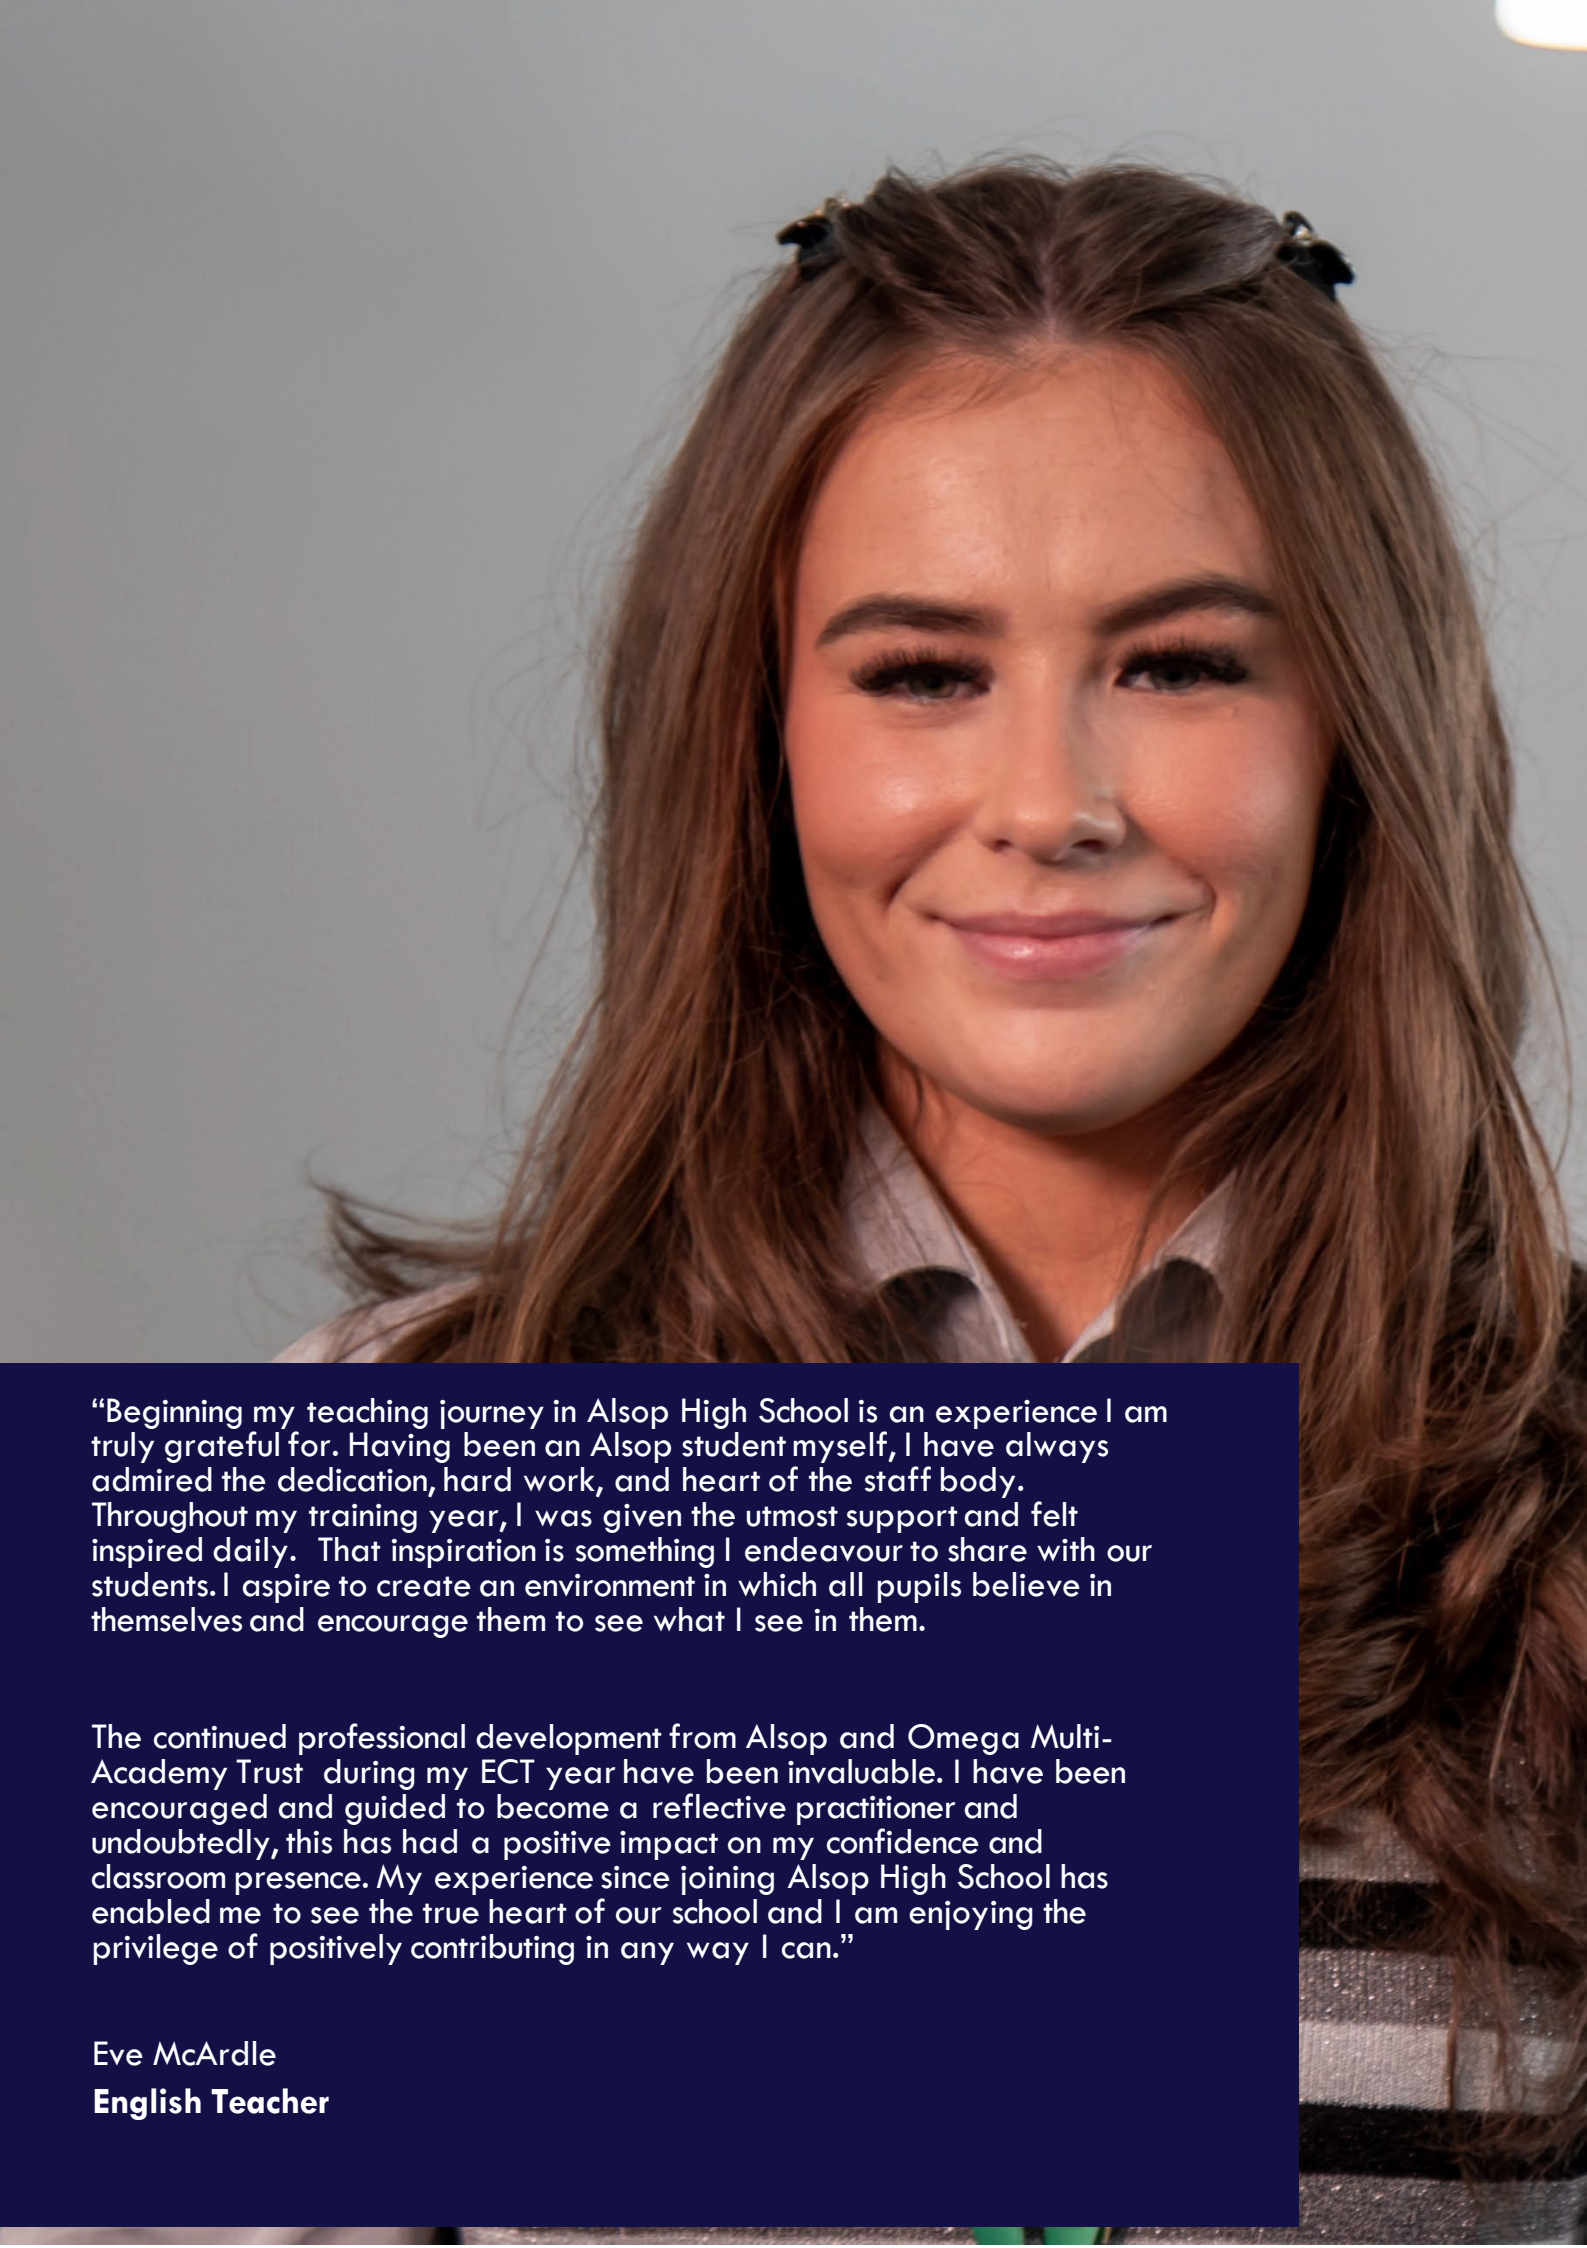 “Beginning my teaching journey in Alsop High School is an experience I am
truly grateful for. Having been an Alsop student myself, I have always
admired the dedication, hard work, and heart of the staff body.
Throughout my training year, I was given the utmost support and felt
inspired daily.  That inspiration is something I endeavour to share with our
students. I aspire to create an environment in which all pupils believe in
themselves and encourage them to see what I see in them.
The continued professional development from Alsop and Omega Multi-
Academy Trust  during my ECT year have been invaluable. I have been
encouraged and guided to become a reflective practitioner and
undoubtedly, this has had a positive impact on my confidence and
classroom presence. My experience since joining Alsop High School has
enabled me to see the true heart of our school and I am enjoying the
privilege of positively contributing in any way I can.”
Eve McArdle
English Teacher